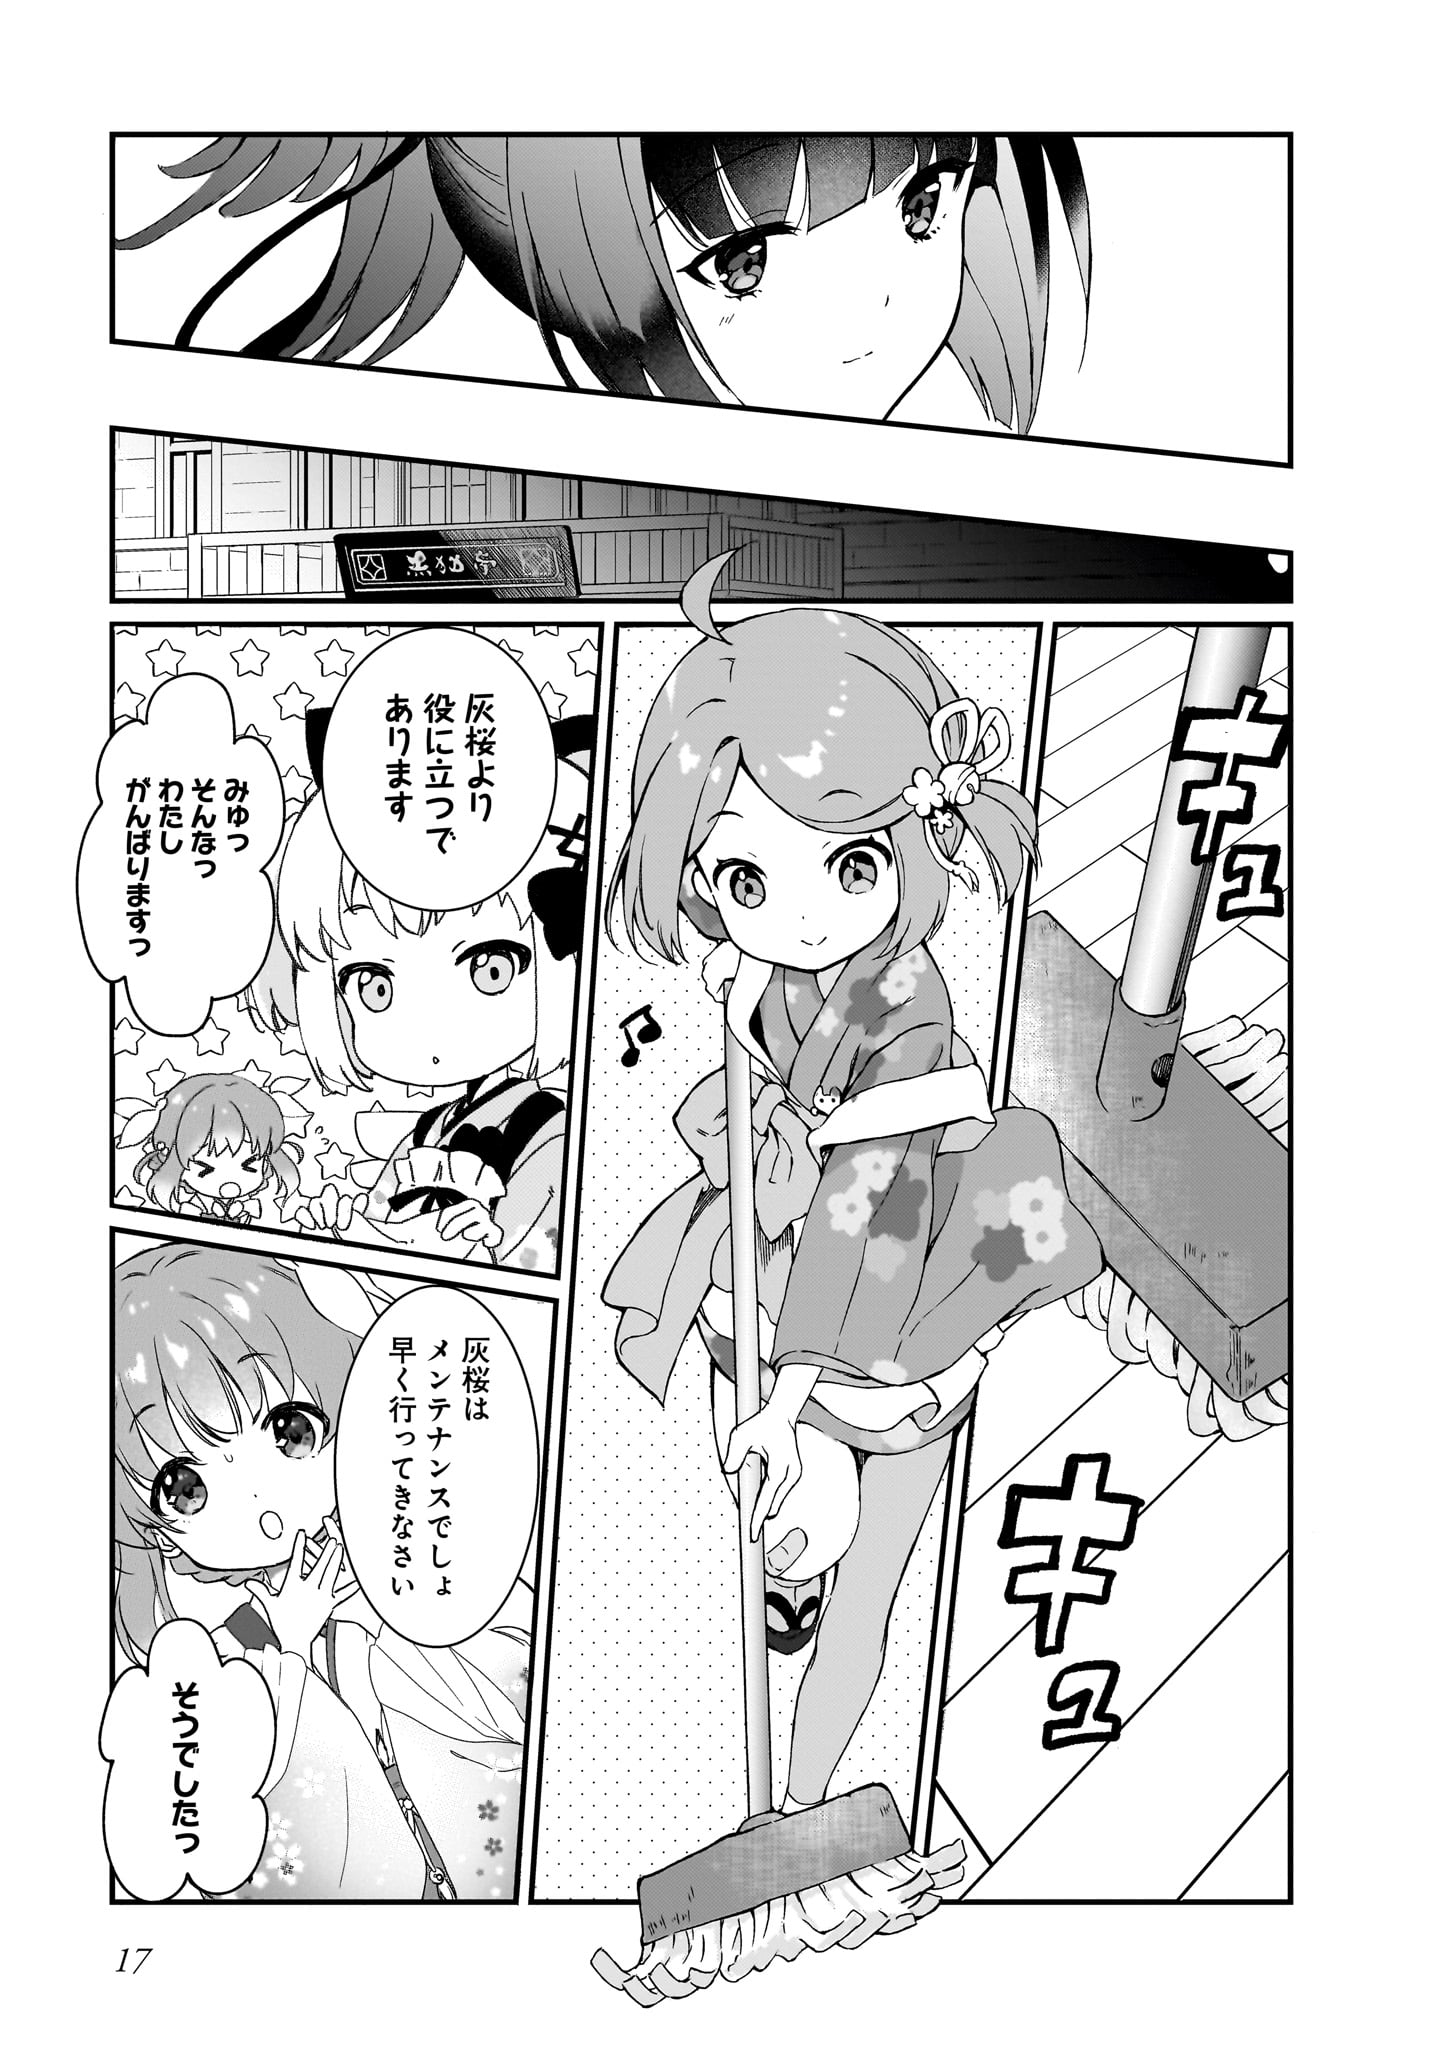 黒猫亭
キュ
キュ
灰桜より
役に立つで
あります
みゅっ
そんなっ
わたし
がんばりますっ
灰桜は
メンテナンスでしょ
早く行ってきなさい
そうでしたっ
17